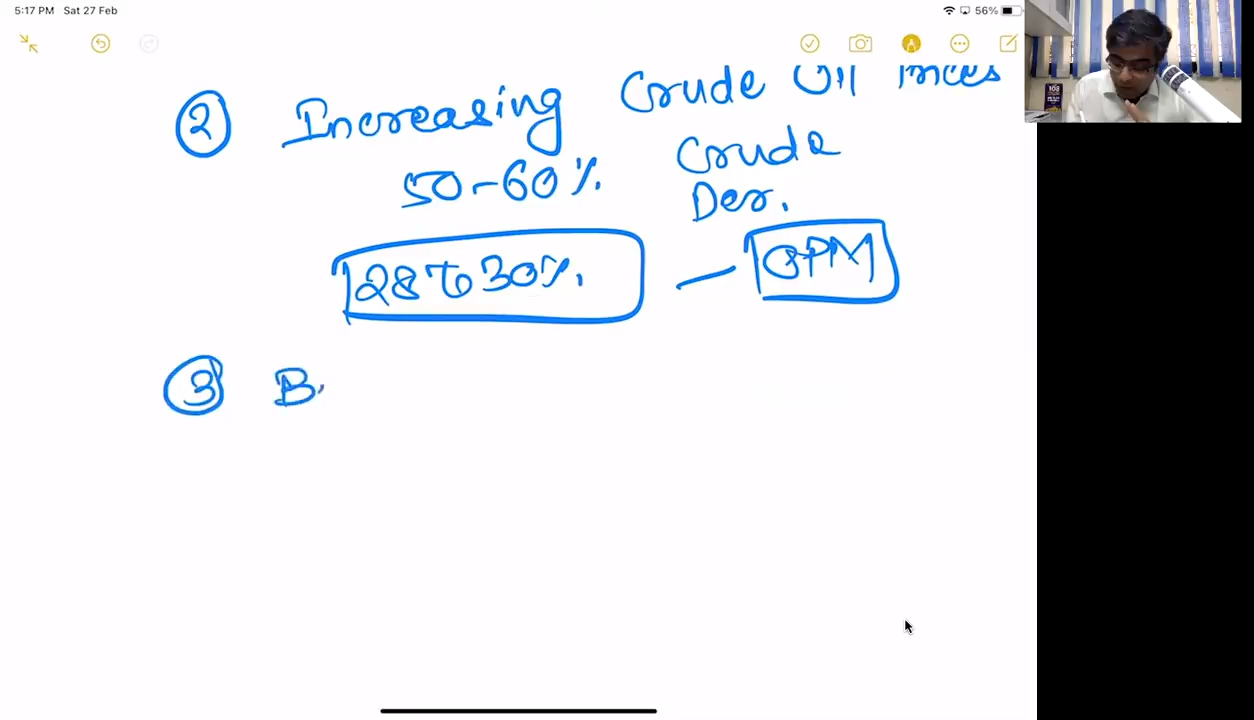 5:17 PM Sat 27 Feb 56%
② Increasing Crude Oil Prices
50-60% Crude
Der.
28 to 30% — OPM
③ B.
108